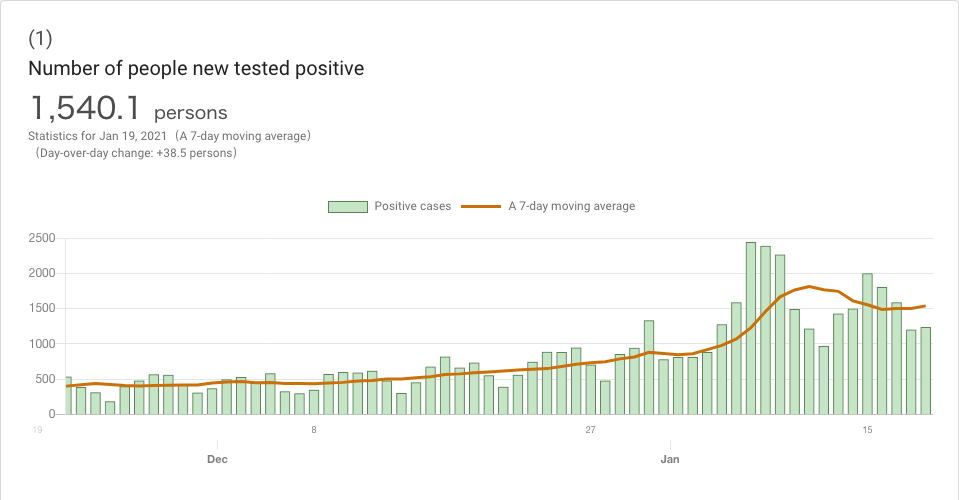 (1)
Number of people new tested positive
1,540.1 persons
Statistics for Jan 19, 2021 (A 7-day moving average)
(Day-over-day change: +38.5 persons)
Positive cases A 7-day moving average
2500
2000
1500
1000
500
0
19 8 27 15
Dec Jan